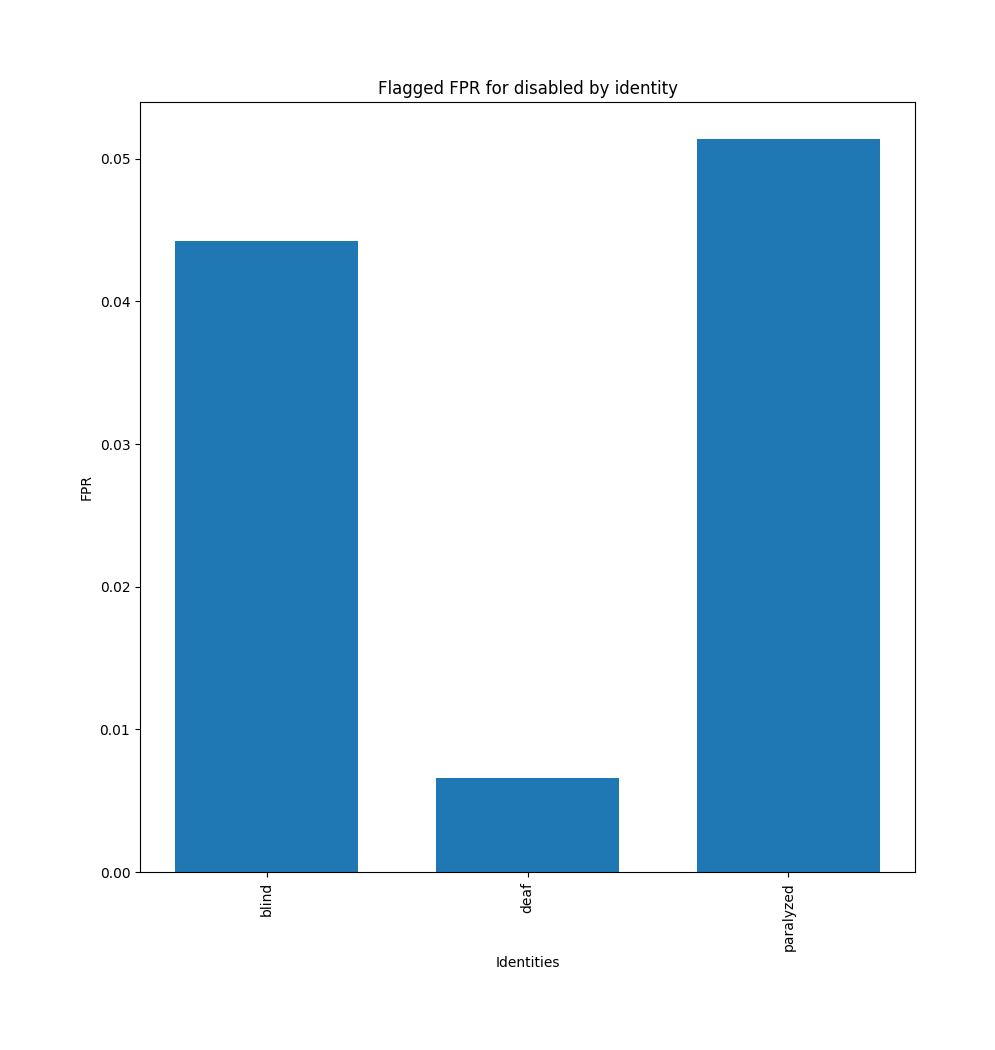 Flagged FPR for disabled by identity
0.05
0.04
0.03
0.02
0.01
0.00
FPR
blind
deaf
paralyzed
Identities